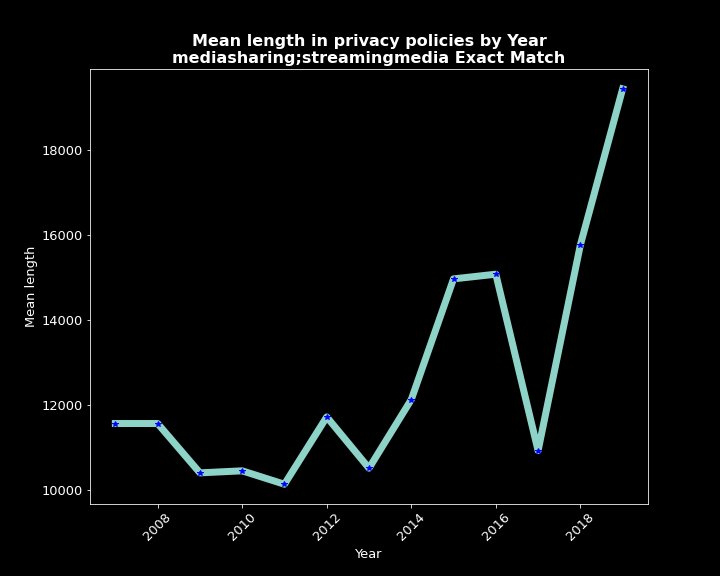 Mean length in privacy policies by Year
mediasharing;streamingmedia Exact Match
18000
16000
14000
12000
10000
Mean length
2008
2010
2012
2014
2016
2018
Year